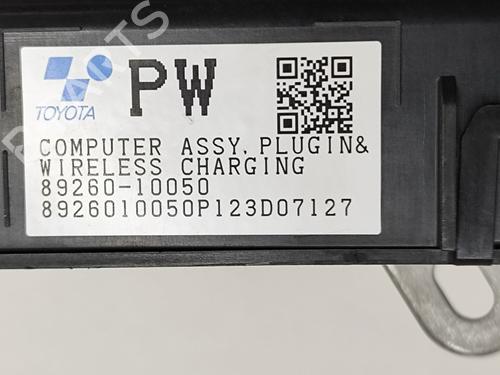 PW
TOYOTA
COMPUTER ASSY, PLUGIN&
WIRELESS CHARGING
89260-10050
8926010050P123D07127